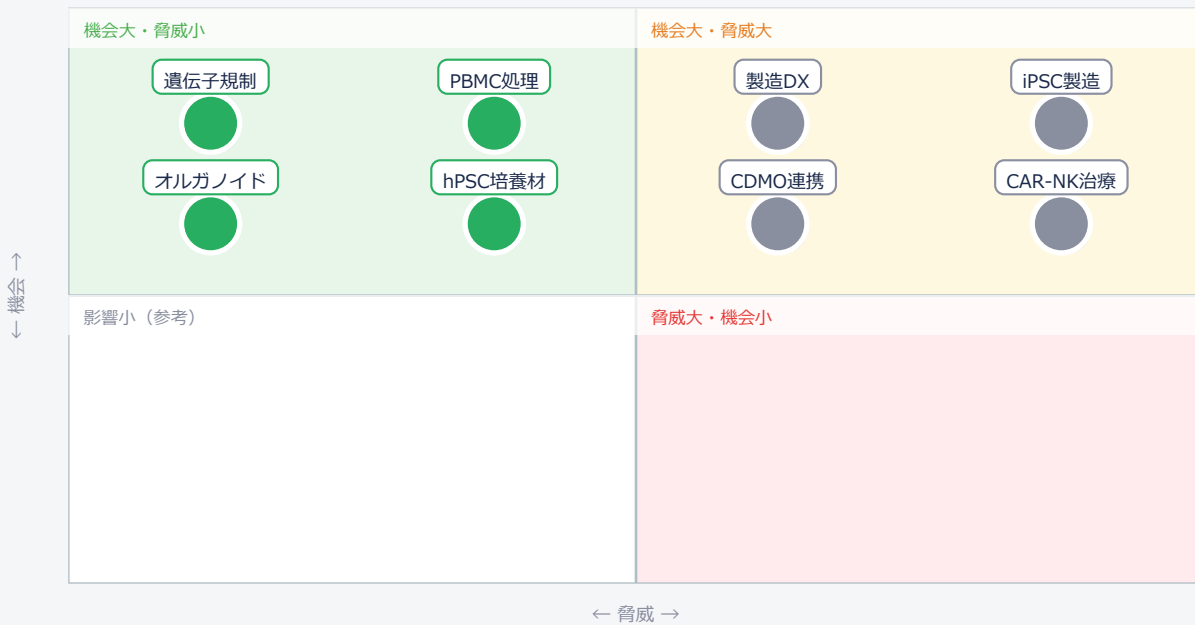 機会大・脅威小
機会大・脅威大
遺伝子規制
PBMC処理
製造DX
iPSC製造
オルガノイド
hPSC培養材
CDMO連携
CAR-NK治療
← 機会 →
影響小（参考）
脅威大・機会小
← 脅威 →